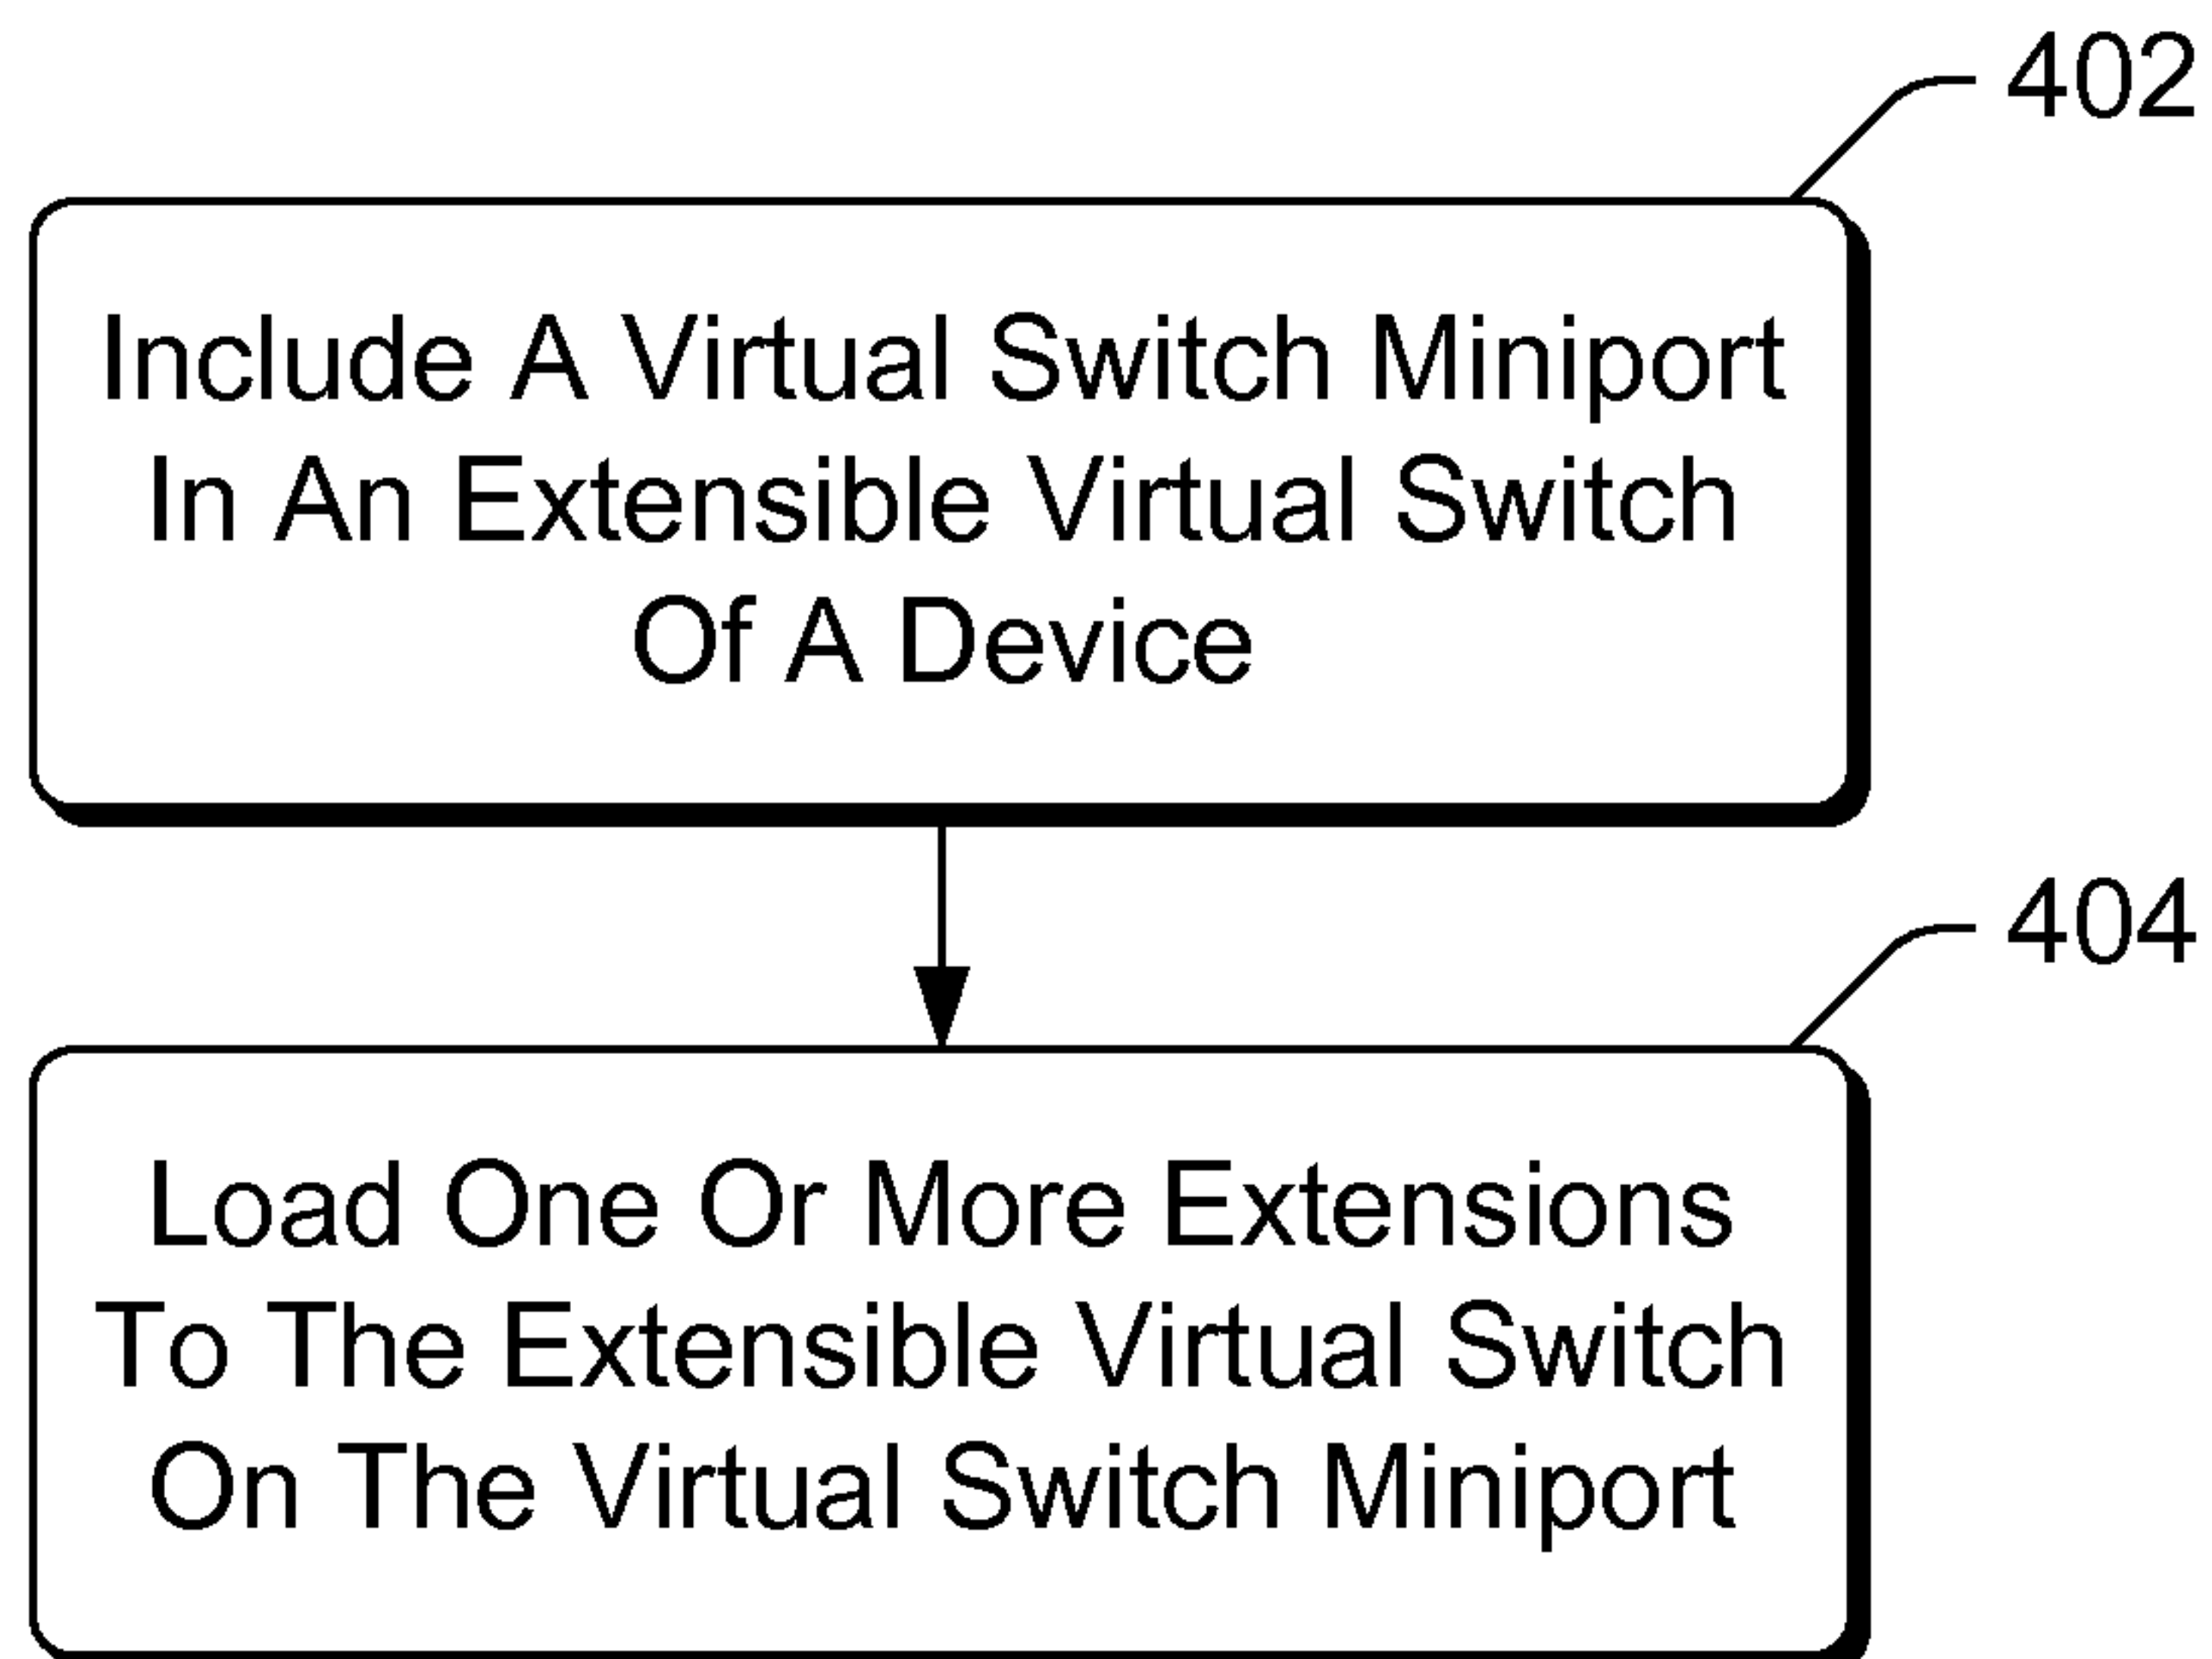 402
Include A Virtual Switch Miniport
In An Extensible Virtual Switch
Of A Device
404
Load One Or More Extensions
To The Extensible Virtual Switch
On The Virtual Switch Miniport